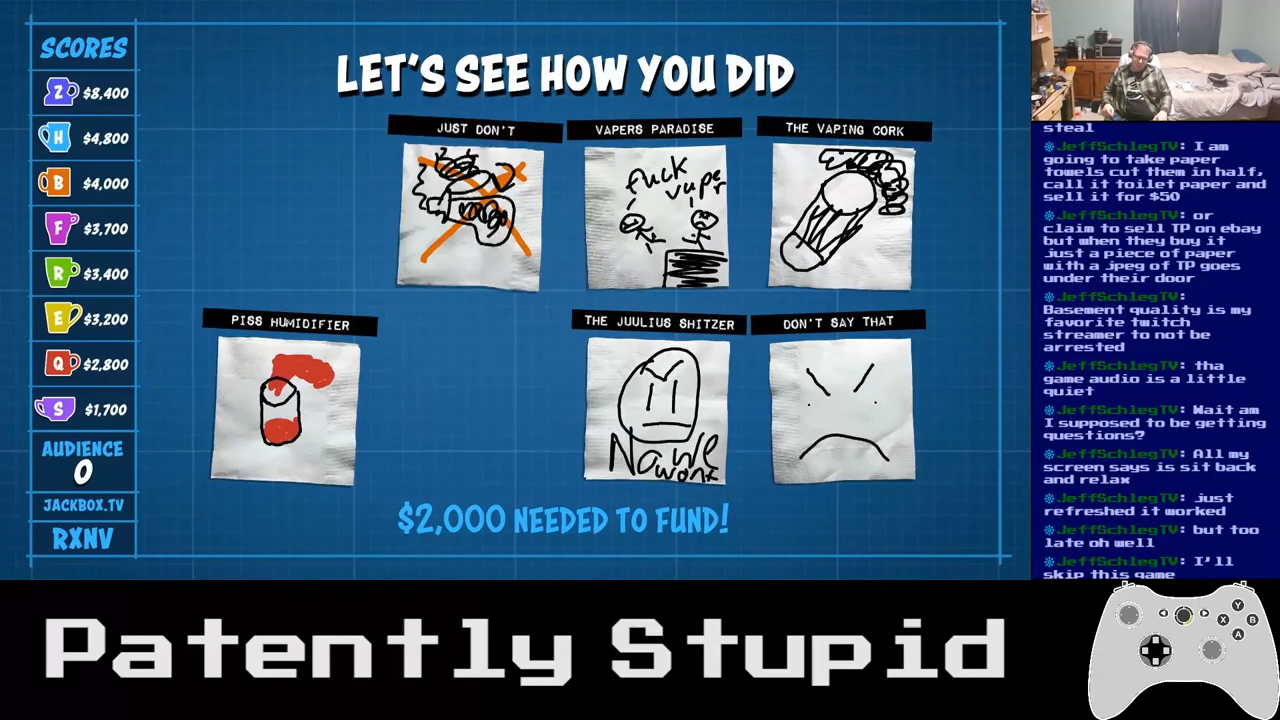 SCORES
Z $8,400
H $4,800
B $4,000
F $3,700
R $3,400
E $3,200
Q $2,800
S $1,700
AUDIENCE
0
JACKBOX.TV
RXNV
LET'S SEE HOW YOU DID
JUST DON'T
VAPERS PARADISE
THE VAPING CORK
fuck
vape
PISS HUMIDIFIER
THE JUULIUS SHITZER
DON'T SAY THAT
Na we
wont
$2,000 NEEDED TO FUND!
steal
JeffSchlegTV: I am
going to take paper
towels cut them in half,
call it toilet paper and
sell it for $50
JeffSchlegTV: or
claim to sell TP on ebay
but when they buy it
just a piece of paper
with a jpeg of TP goes
under their door
JeffSchlegTV:
Basement quality is my
favorite twitch
streamer to not be
arrested
JeffSchlegTV: tha
game audio is a little
quiet
JeffSchlegTV: Wait am
I supposed to be getting
questions?
JeffSchlegTV: All my
screen says is sit back
and relax
JeffSchlegTV: just
refreshed it worked
JeffSchlegTV: but too
late oh well
JeffSchlegTV: I'll
skip this game
Patently Stupid
Y
X B
A